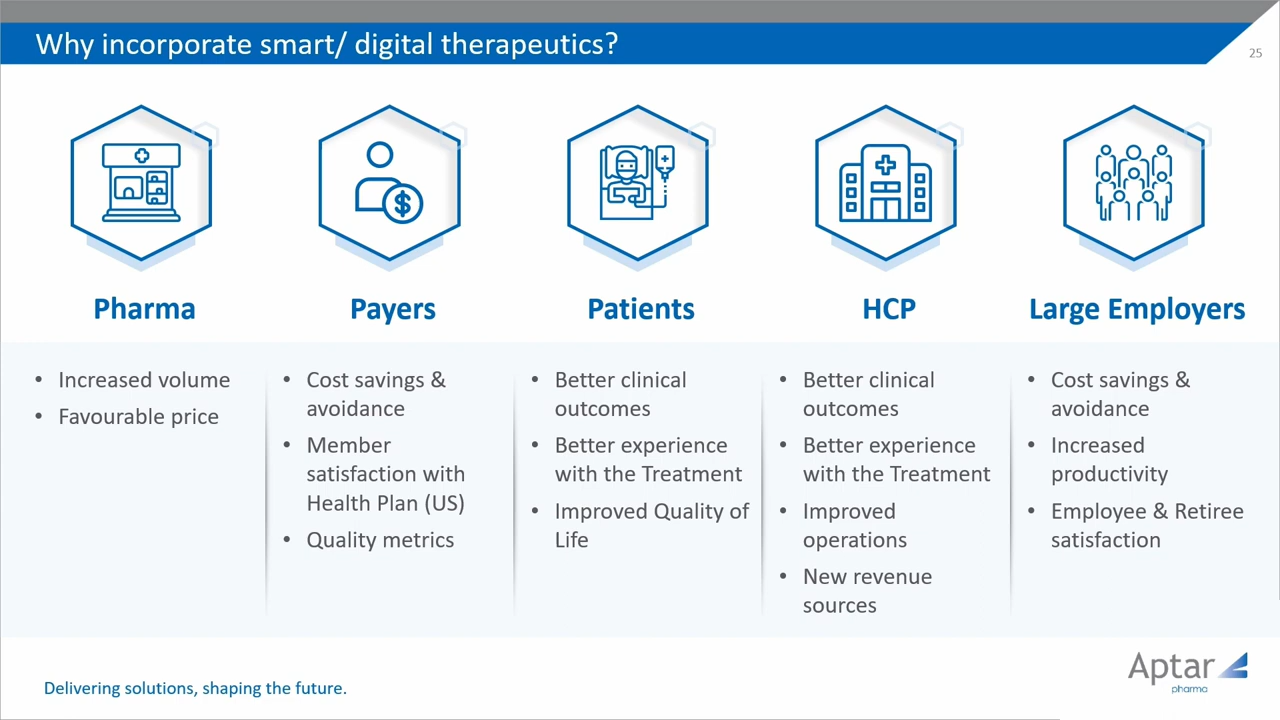 Why incorporate smart/ digital therapeutics?
25
Pharma
• Increased volume
• Favourable price
Payers
• Cost savings &
avoidance
• Member
satisfaction with
Health Plan (US)
• Quality metrics
Patients
• Better clinical
outcomes
• Better experience
with the Treatment
• Improved Quality of
Life
HCP
• Better clinical
outcomes
• Better experience
with the Treatment
• Improved
operations
• New revenue
sources
Large Employers
• Cost savings &
avoidance
• Increased
productivity
• Employee & Retiree
satisfaction
Delivering solutions, shaping the future.
Aptar
pharma